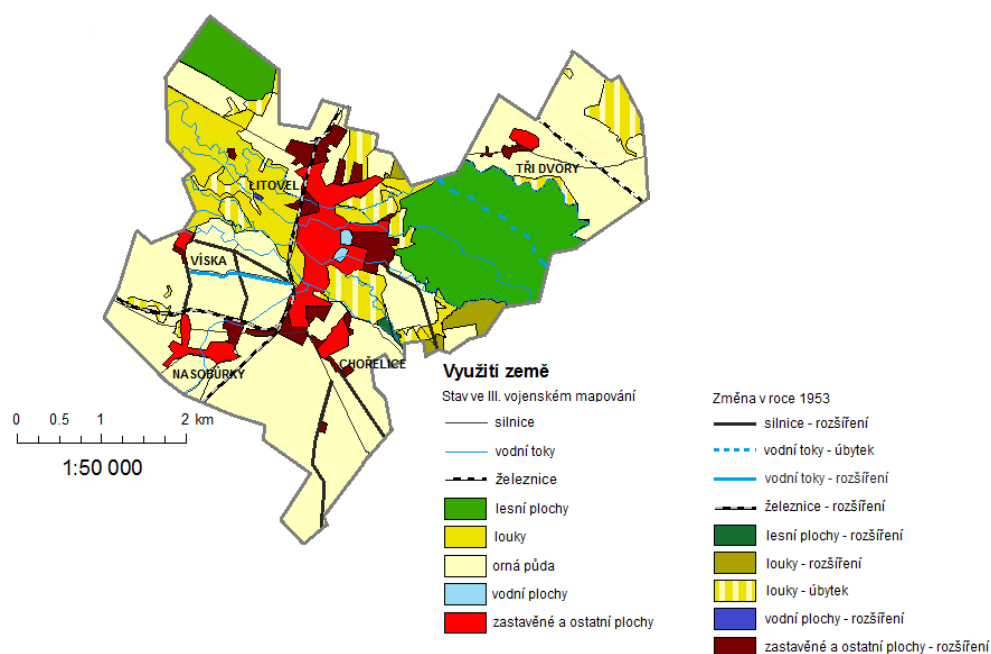 TŘI DVORY
LITOVEL
VÍSKA
CHOŘELICE
NASOBŮRKY
0 0.5 1 2 km
1:50 000
Využití země
Stav ve III. vojenském mapování
silnice
vodní toky
železnice
lesní plochy
louky
orná půda
vodní plochy
zastavěné a ostatní plochy
Změna v roce 1953
silnice - rozšíření
vodní toky - úbytek
vodní toky - rozšíření
železnice - rozšíření
lesní plochy - rozšíření
louky - rozšíření
louky - úbytek
vodní plochy - rozšíření
zastavěné a ostatní plochy - rozšíření